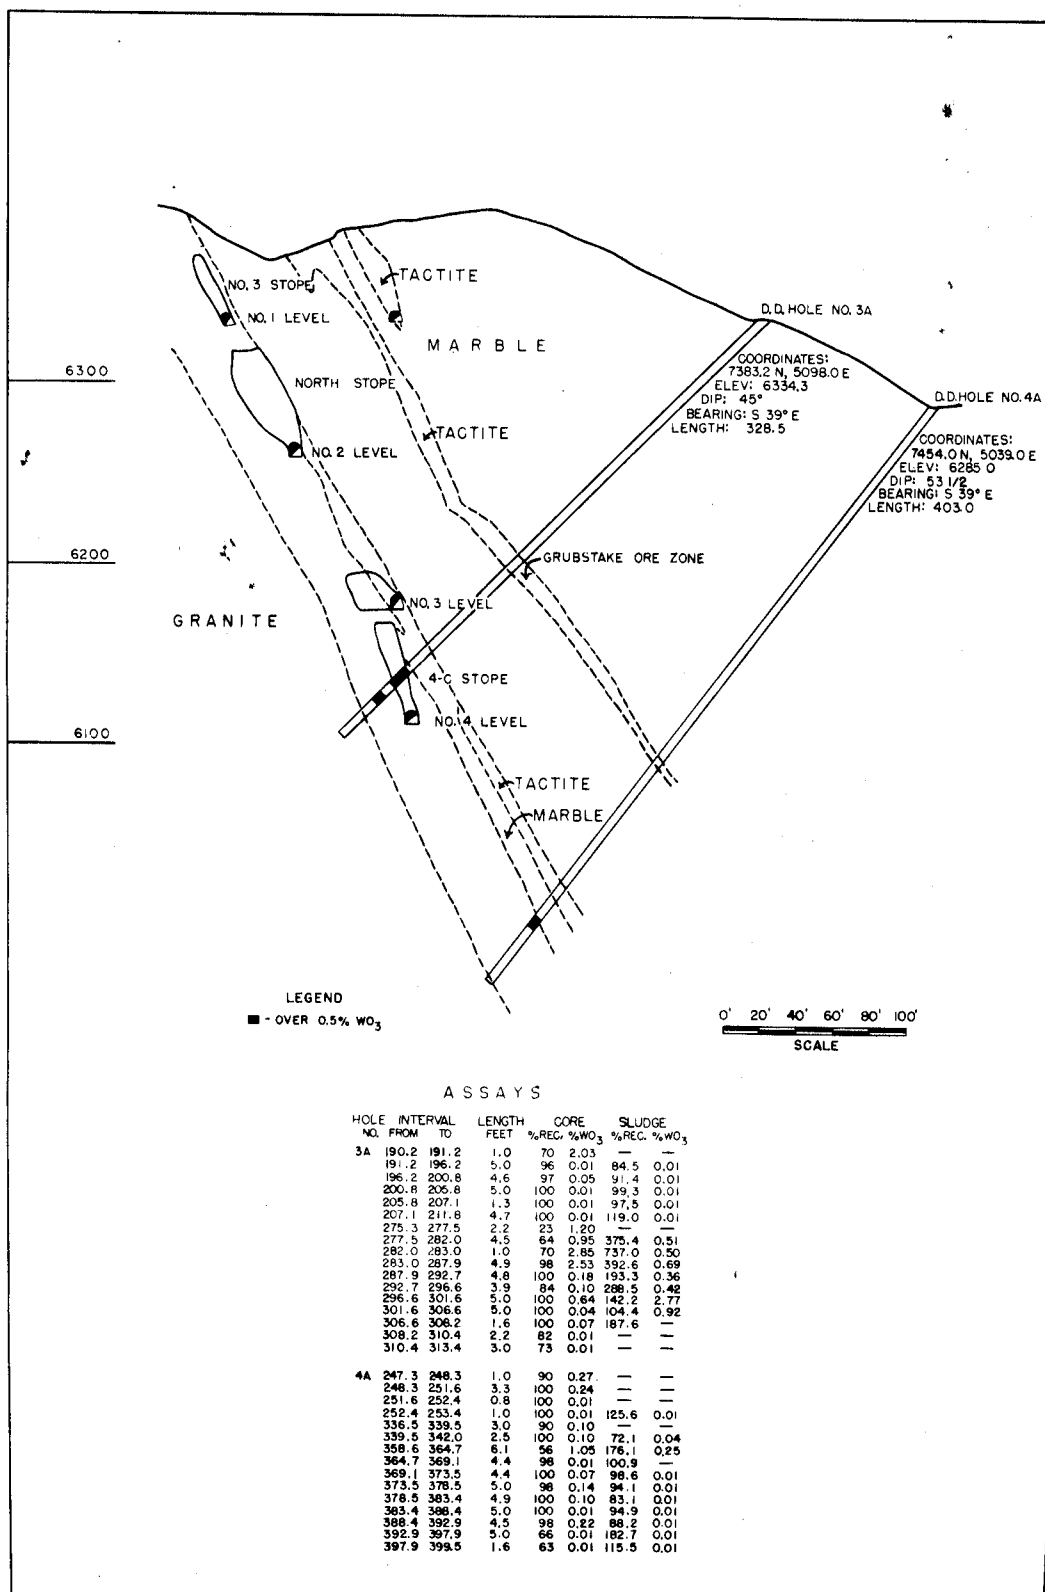 TACTITE
NO. 3 STOPE
NO. 1 LEVEL
MARBLE
D.D. HOLE NO. 3A
COORDINATES:
7383.2 N, 5098.0 E
ELEV: 6334.3
DIP: 45°
BEARING: S 39° E
LENGTH: 328.5
6300
NORTH STOPE
D.D. HOLE NO. 4A
COORDINATES:
7454.0 N, 5039.0 E
ELEV: 6285 0
DIP: 53 1/2
BEARING: S 39° E
LENGTH: 403.0
TACTITE
NO. 2 LEVEL
6200
GRUBSTAKE ORE ZONE
NO. 3 LEVEL
GRANITE
4-C STOPE
NO. 4 LEVEL
6100
TACTITE
MARBLE
LEGEND
- OVER 0.5% WO3
0' 20' 40' 60' 80' 100'
SCALE
ASSAYS
HOLE INTERVAL LENGTH CORE SLUDGE
NO. FROM TO FEET %REC. %WO3 %REC. %WO3
3A 190.2 191.2 1.0 70 2.03 — —
191.2 196.2 5.0 96 0.01 84.5 0.01
196.2 200.8 4.6 97 0.05 91.4 0.01
200.8 205.8 5.0 100 0.01 99.3 0.01
205.8 207.1 1.3 100 0.01 97.5 0.01
207.1 211.8 4.7 100 0.01 119.0 0.01
275.3 277.5 2.2 23 1.20 — —
277.5 282.0 4.5 64 0.95 375.4 0.51
282.0 283.0 1.0 70 2.85 737.0 0.50
283.0 287.9 4.9 98 2.53 392.6 0.69
287.9 292.7 4.8 100 0.18 193.3 0.36
292.7 296.6 3.9 84 0.10 288.5 0.42
296.6 301.6 5.0 100 0.64 142.2 2.77
301.6 306.6 5.0 100 0.04 104.4 0.92
306.6 308.2 1.6 100 0.07 187.6 —
308.2 310.4 2.2 82 0.01 — —
310.4 313.4 3.0 73 0.01 — —
4A 247.3 248.3 1.0 90 0.27 — —
248.3 251.6 3.3 100 0.24 — —
251.6 252.4 0.8 100 0.01 — —
252.4 253.4 1.0 100 0.01 125.6 0.01
336.5 339.5 3.0 90 0.10 — —
339.5 342.0 2.5 100 0.10 72.1 0.04
358.6 364.7 6.1 56 1.05 176.1 0.25
364.7 369.1 4.4 98 0.01 100.9 —
369.1 373.5 4.4 100 0.07 98.6 0.01
373.5 378.5 5.0 98 0.14 94.1 0.01
378.5 383.4 4.9 100 0.10 83.1 0.01
383.4 388.4 5.0 100 0.01 94.9 0.01
388.4 392.9 4.5 98 0.22 88.2 0.01
392.9 397.9 5.0 66 0.01 182.7 0.01
397.9 399.5 1.6 63 0.01 115.5 0.01